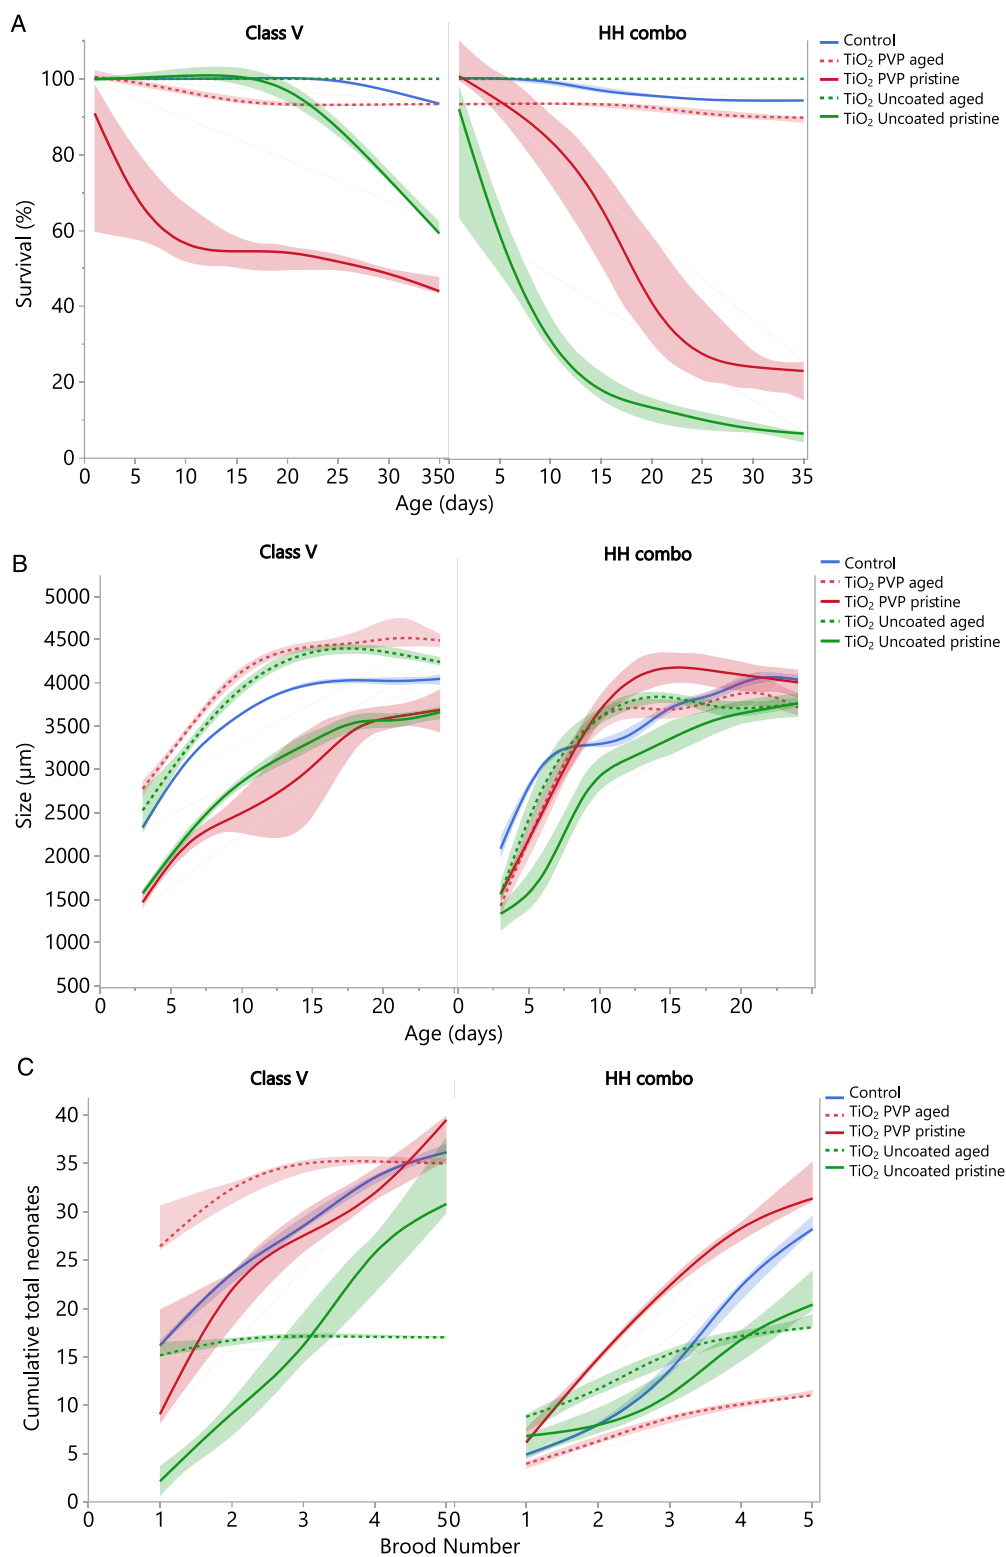 A
Class V
HH combo
Control
TiO₂ PVP aged
TiO₂ PVP pristine
TiO₂ Uncoated aged
TiO₂ Uncoated pristine
Survival (%)
100
80
60
40
20
0
0 5 10 15 20 25 30 350 5 10 15 20 25 30 35
Age (days)
B
Class V
HH combo
Control
TiO₂ PVP aged
TiO₂ PVP pristine
TiO₂ Uncoated aged
TiO₂ Uncoated pristine
Size (µm)
5000
4500
4000
3500
3000
2500
2000
1500
1000
500
0 5 10 15 20 0 5 10 15 20
Age (days)
C
Class V
HH combo
Control
TiO₂ PVP aged
TiO₂ PVP pristine
TiO₂ Uncoated aged
TiO₂ Uncoated pristine
Cumulative total neonates
40
35
30
25
20
15
10
5
0
0 1 2 3 4 50 1 2 3 4 5
Brood Number